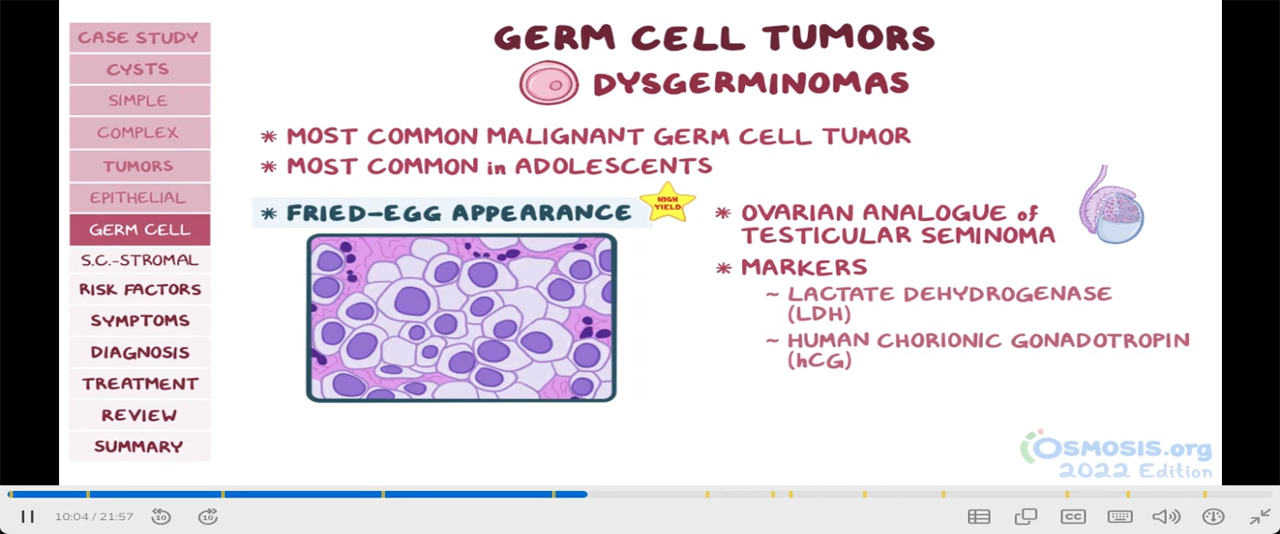 CASE STUDY
CYSTS
SIMPLE
COMPLEX
TUMORS
EPITHELIAL
GERM CELL
S.C.-STROMAL
RISK FACTORS
SYMPTOMS
DIAGNOSIS
TREATMENT
REVIEW
SUMMARY
GERM CELL TUMORS
DYSGERMINOMAS
* MOST COMMON MALIGNANT GERM CELL TUMOR
* MOST COMMON in ADOLESCENTS
* FRIED-EGG APPEARANCE
HIGH
YIELD
* OVARIAN ANALOGUE of
TESTICULAR SEMINOMA
* MARKERS
~ LACTATE DEHYDROGENASE
(LDH)
~ HUMAN CHORIONIC GONADOTROPIN
(hCG)
OSMOSIS.org
2022 Edition
10:04 / 21:57
10
10
CC